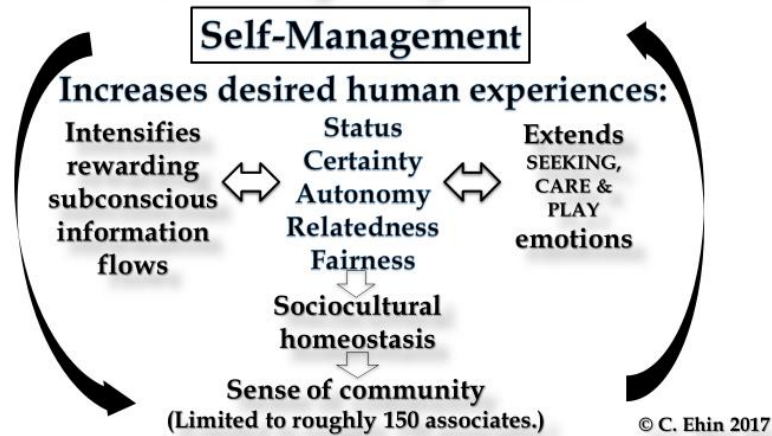 Self-Management
Increases desired human experiences:
Intensifies
rewarding
subconscious
information
flows
Status
Certainty
Autonomy
Relatedness
Fairness
Extends
SEEKING,
CARE &
PLAY
emotions
Sociocultural
homeostasis
Sense of community
(Limited to roughly 150 associates.)
© C. Ehin 2017